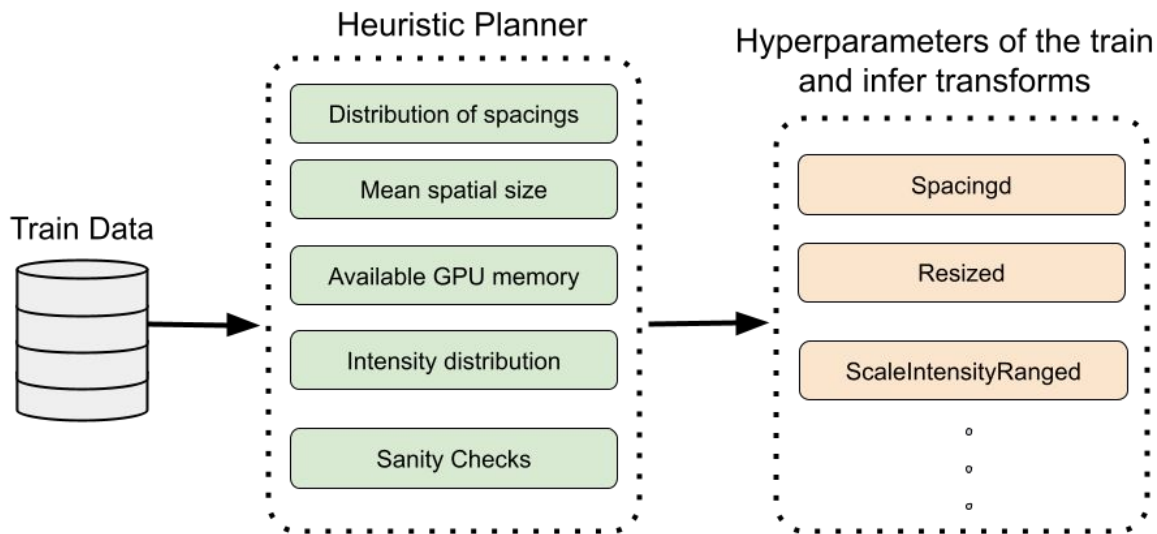 Heuristic Planner
Hyperparameters of the train
and infer transforms
Train Data
Distribution of spacings
Mean spatial size
Available GPU memory
Intensity distribution
Sanity Checks
Spacingd
Resized
ScaleIntensityRanged